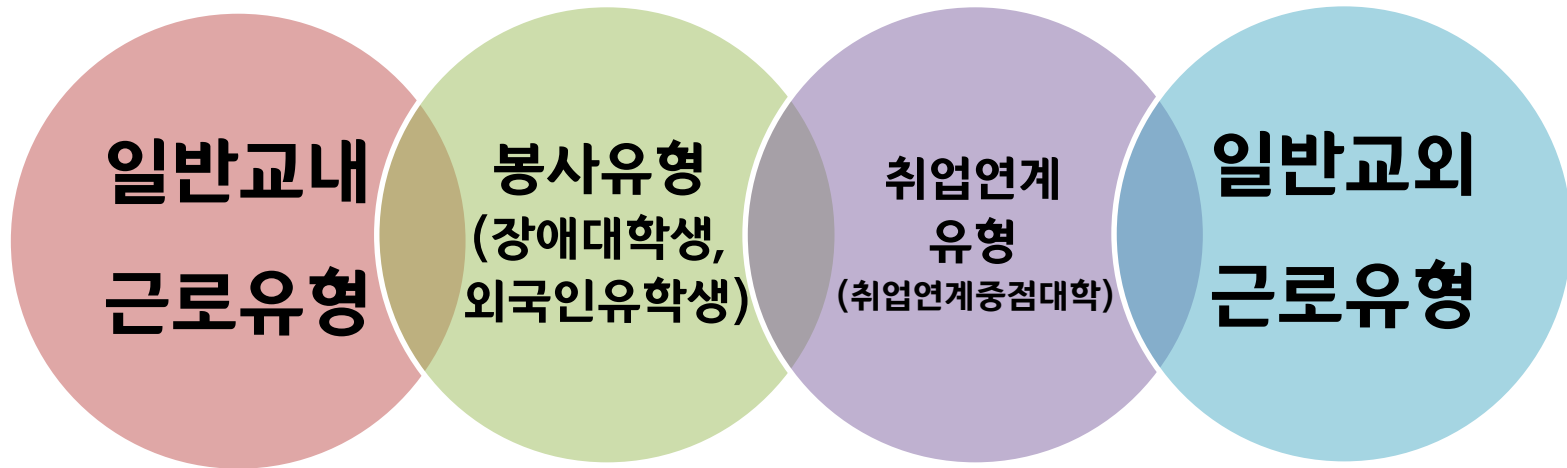 일반교내
근로유형
봉사유형
(장애대학생,
외국인유학생)
취업연계
유형
(취업연계중점대학)
일반교외
근로유형